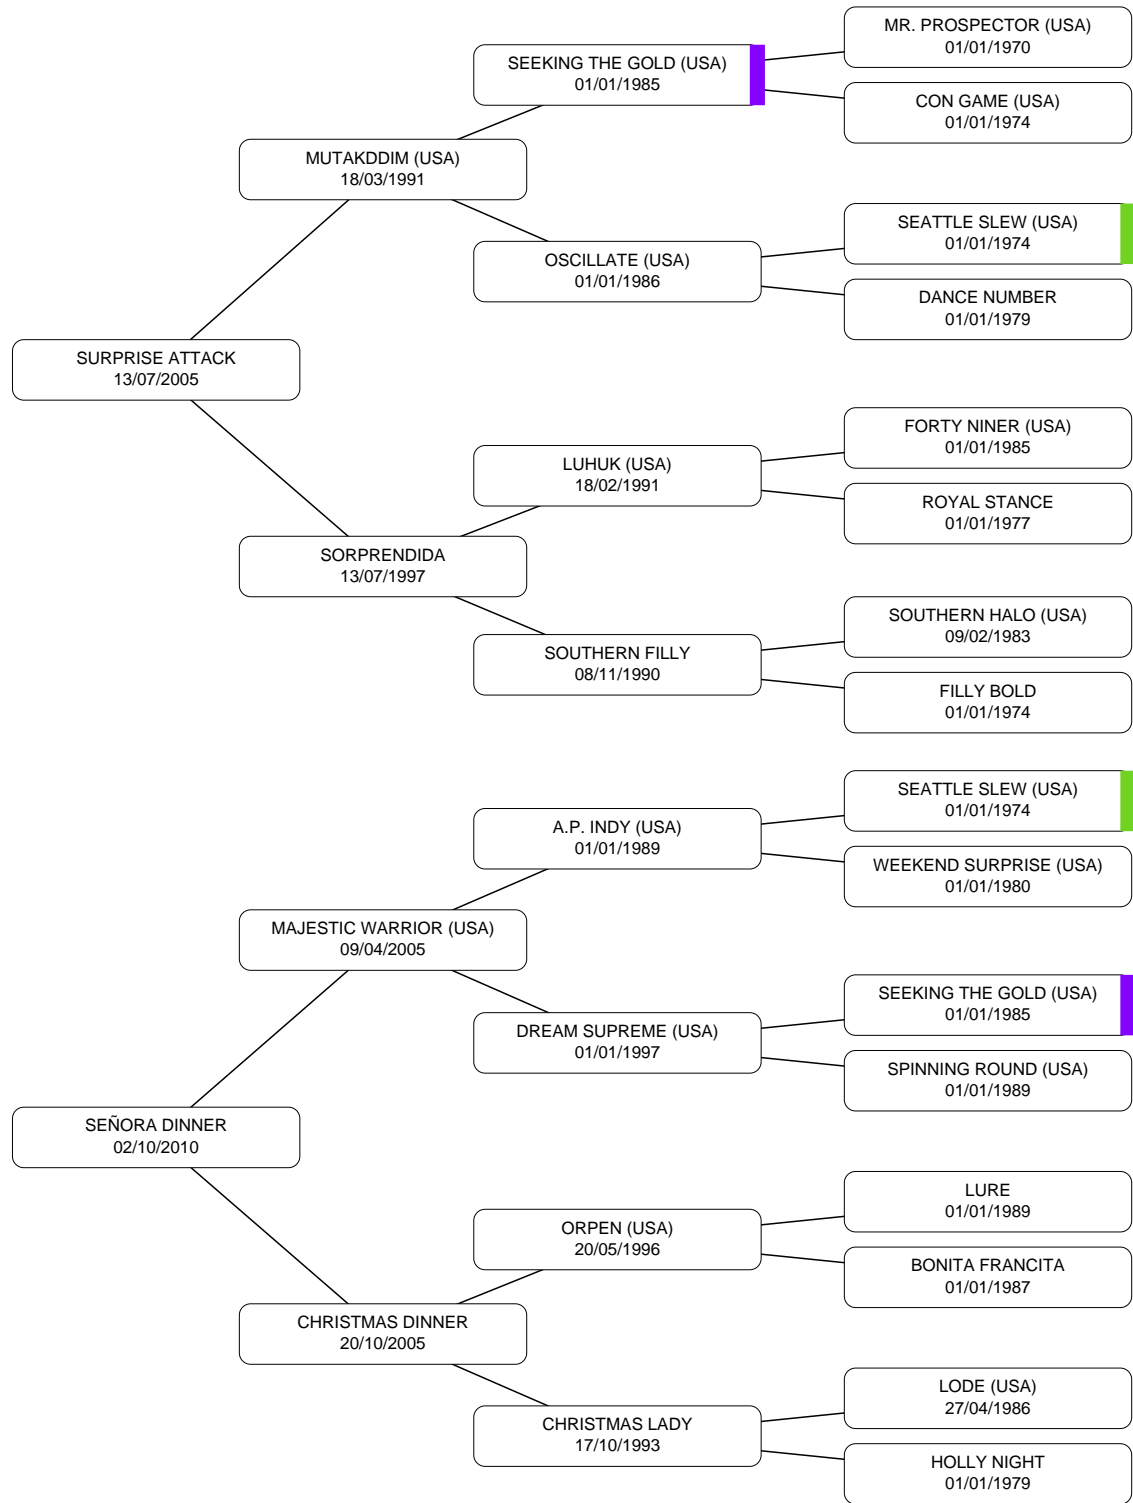 MR. PROSPECTOR (USA)
01/01/1970
SEEKING THE GOLD (USA)
01/01/1985
CON GAME (USA)
01/01/1974
MUTAKDDIM (USA)
18/03/1991
SEATTLE SLEW (USA)
01/01/1974
OSCILLATE (USA)
01/01/1986
DANCE NUMBER
01/01/1979
SURPRISE ATTACK
13/07/2005
FORTY NINER (USA)
01/01/1985
LUHUK (USA)
18/02/1991
ROYAL STANCE
01/01/1977
SORPRENDIDA
13/07/1997
SOUTHERN HALO (USA)
09/02/1983
SOUTHERN FILLY
08/11/1990
FILLY BOLD
01/01/1974
SEATTLE SLEW (USA)
01/01/1974
A.P. INDY (USA)
01/01/1989
WEEKEND SURPRISE (USA)
01/01/1980
MAJESTIC WARRIOR (USA)
09/04/2005
SEEKING THE GOLD (USA)
01/01/1985
DREAM SUPREME (USA)
01/01/1997
SPINNING ROUND (USA)
01/01/1989
SEÑORA DINNER
02/10/2010
LURE
01/01/1989
ORPEN (USA)
20/05/1996
BONITA FRANCITA
01/01/1987
CHRISTMAS DINNER
20/10/2005
LODE (USA)
27/04/1986
CHRISTMAS LADY
17/10/1993
HOLLY NIGHT
01/01/1979